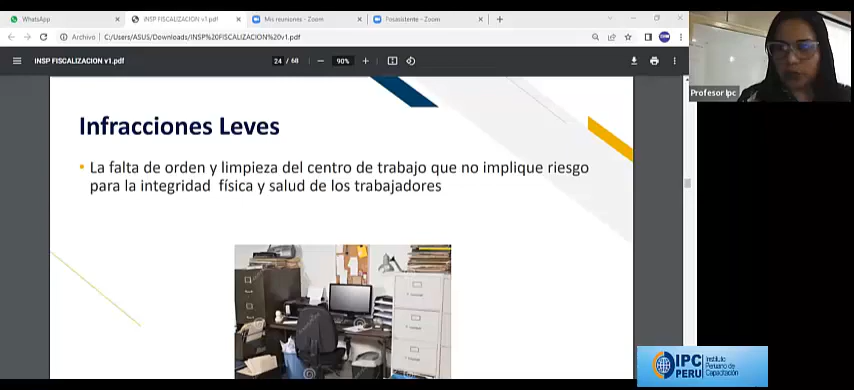 WhatsApp
INSP FISCALIZACION v1.pdf
Mis reuniones - Zoom
Posasistente - Zoom
Archivo
C:/Users/ASUS/Downloads/INSP%20FISCALIZACION%20v1.pdf
INSP FISCALIZACION v1.pdf
24 / 68
90%
Profesor Ipc
Infracciones Leves
La falta de orden y limpieza del centro de trabajo que no implique riesgo
para la integridad física y salud de los trabajadores
IPC
PERU
Instituto
Peruano de
Capacitación